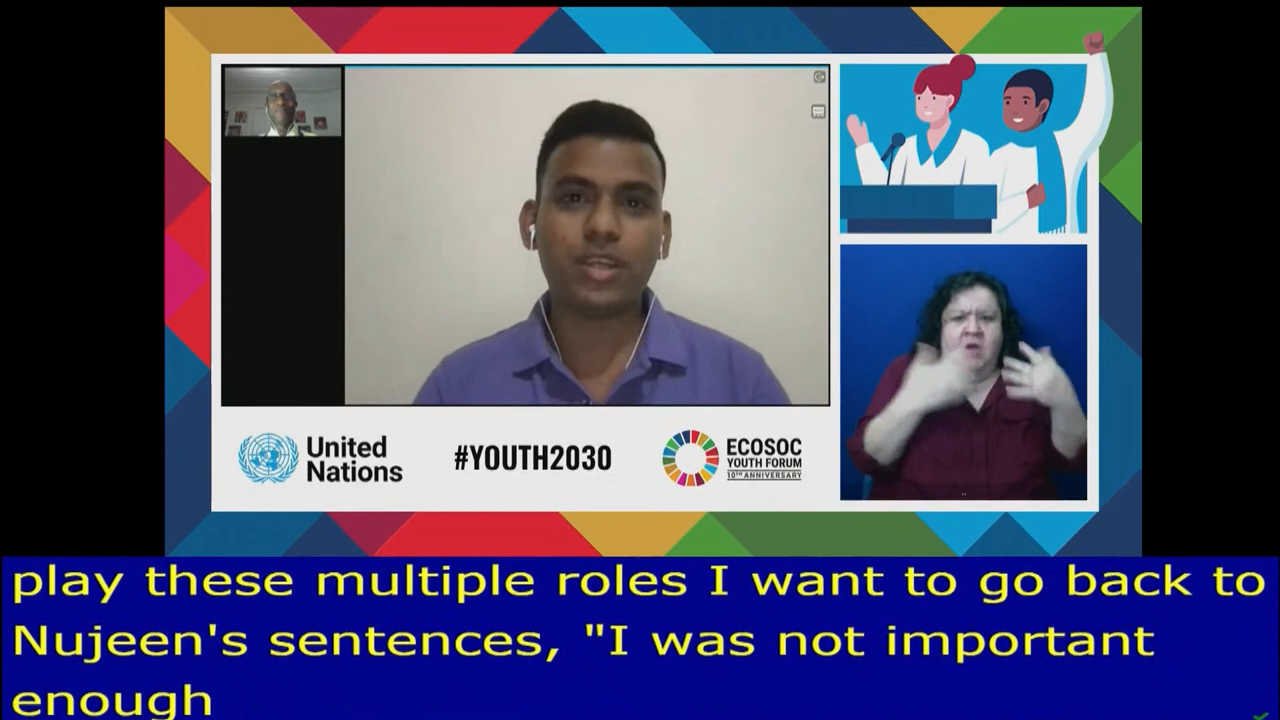 United
Nations
#YOUTH2030
ECOSOC
YOUTH FORUM
10TH ANNIVERSARY
play these multiple roles I want to go back to
Nujeen's sentences, "I was not important
enough